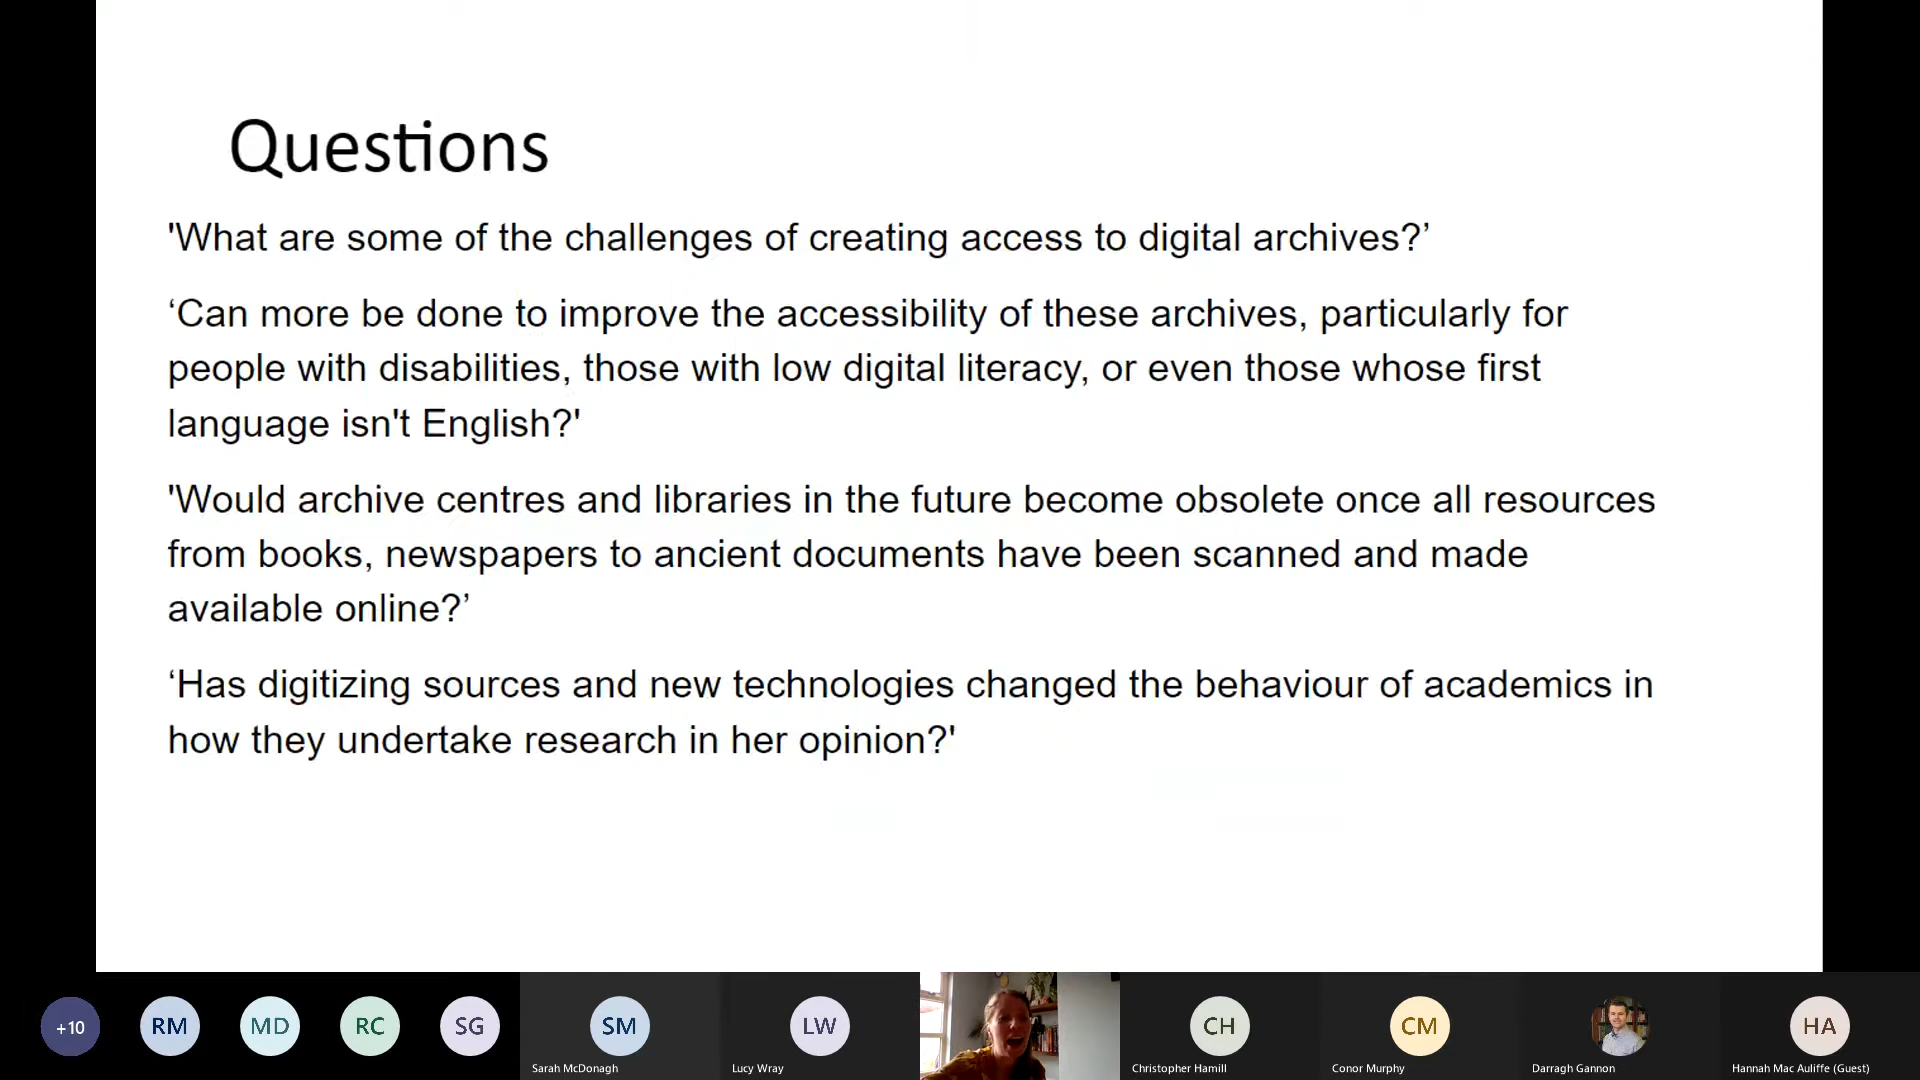 Questions
'What are some of the challenges of creating access to digital archives?’
‘Can more be done to improve the accessibility of these archives, particularly for
people with disabilities, those with low digital literacy, or even those whose first
language isn't English?'
'Would archive centres and libraries in the future become obsolete once all resources
from books, newspapers to ancient documents have been scanned and made
available online?’
‘Has digitizing sources and new technologies changed the behaviour of academics in
how they undertake research in her opinion?'
+10 RM MD RC SG SM LW CH CM HA
Sarah McDonagh Lucy Wray Christopher Hamill Conor Murphy Darragh Gannon Hannah Mac Auliffe (Guest)